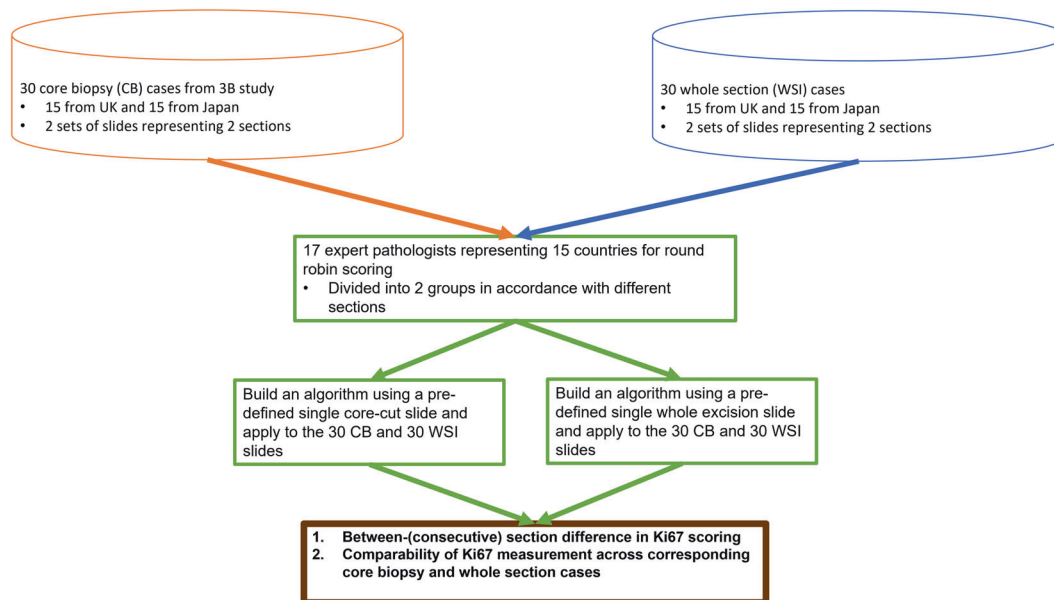 30 core biopsy (CB) cases from 3B study
• 15 from UK and 15 from Japan
• 2 sets of slides representing 2 sections
30 whole section (WSI) cases
• 15 from UK and 15 from Japan
• 2 sets of slides representing 2 sections
17 expert pathologists representing 15 countries for round
robin scoring
• Divided into 2 groups in accordance with different
sections
Build an algorithm using a pre-
defined single core-cut slide and
apply to the 30 CB and 30 WSI
slides
Build an algorithm using a pre-
defined single whole excision slide
and apply to the 30 CB and 30 WSI
slides
1. Between-(consecutive) section difference in Ki67 scoring
2. Comparability of Ki67 measurement across corresponding
core biopsy and whole section cases